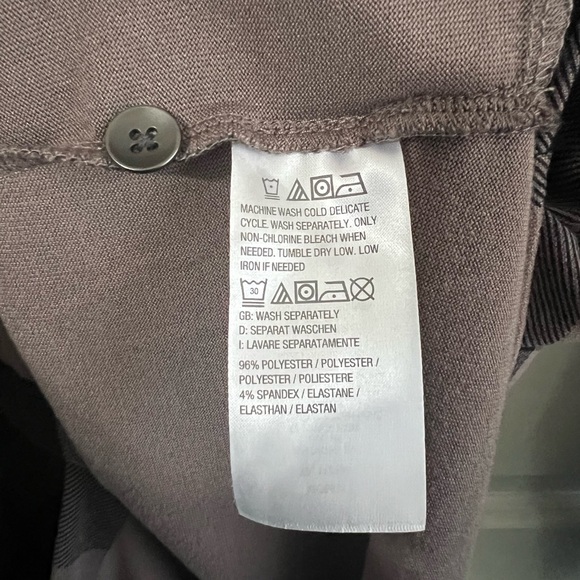 MACHINE WASH COLD DELICATE
CYCLE. WASH SEPARATELY. ONLY
NON-CHLORINE BLEACH WHEN
NEEDED. TUMBLE DRY LOW. LOW
IRON IF NEEDED
30
GB: WASH SEPARATELY
D: SEPARAT WASCHEN
I: LAVARE SEPARATAMENTE
96% POLYESTER / POLYESTER /
POLYESTER / POLIESTERE
4% SPANDEX / ELASTANE /
ELASTHAN / ELASTAN